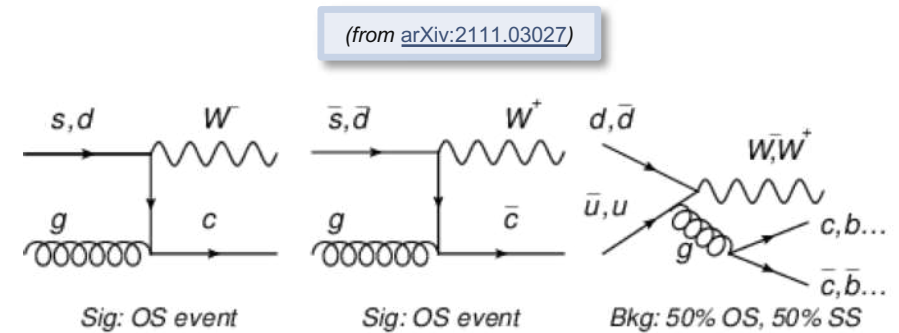 (from arXiv:2111.03027)
s,d W⁻ s̄,d̄ W⁺ d,d̄ W⁻,W⁺
g c g c̄ ū,u g c,b...
c̄,b̄...
Sig: OS event Sig: OS event Bkg: 50% OS, 50% SS